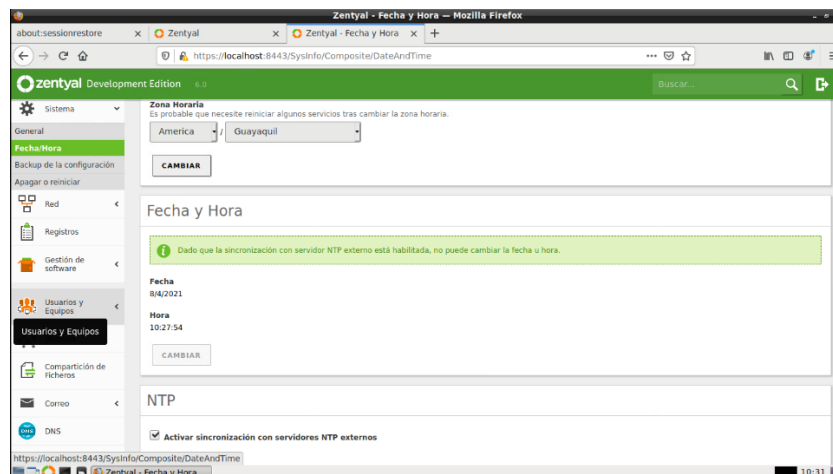 Zentyal - Fecha y Hora — Mozilla Firefox
about:sessionrestore
Zentyal
Zentyal - Fecha y Hora
https://localhost:8443/SysInfo/Composite/DateAndTime
zentyal Development Edition 6.0
Buscar...
Sistema
General
Fecha/Hora
Backup de la configuración
Apagar o reiniciar
Red
Registros
Gestión de software
Usuarios y Equipos
Usuarios y Equipos
Compartición de Ficheros
Correo
DNS
Zona Horaria
Es probable que necesite reiniciar algunos servicios tras cambiar la zona horaria.
America / Guayaquil
CAMBIAR
Fecha y Hora
Dado que la sincronización con servidor NTP externo está habilitada, no puede cambiar la fecha u hora.
Fecha
8/4/2021
Hora
10:27:54
CAMBIAR
NTP
Activar sincronización con servidores NTP externos
https://localhost:8443/SysInfo/Composite/DateAndTime
Zentyal - Fecha y Hora...
10:31